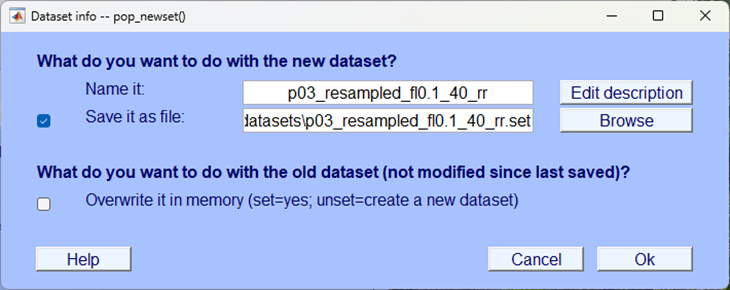 Dataset info -- pop_newset()
What do you want to do with the new dataset?
Name it: p03_resampled_fl0.1_40_rr Edit description
Save it as file: datasets\p03_resampled_fl0.1_40_rr.set Browse
What do you want to do with the old dataset (not modified since last saved)?
Overwrite it in memory (set=yes; unset=create a new dataset)
Help Cancel Ok